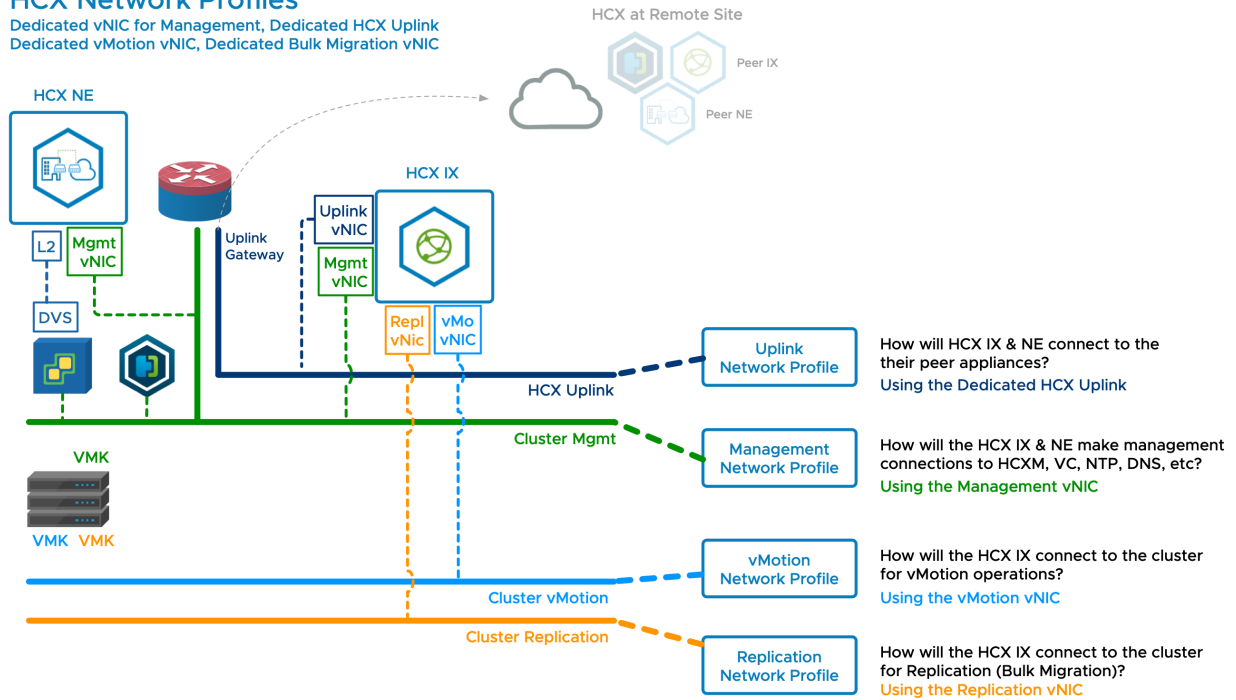 HCX Network Profiles
Dedicated vNIC for Management, Dedicated HCX Uplink
Dedicated vMotion vNIC, Dedicated Bulk Migration vNIC
HCX at Remote Site
Peer IX
Peer NE
HCX NE
L2
Mgmt
vNIC
DVS
Uplink
Gateway
HCX IX
Uplink
vNIC
Mgmt
vNIC
Repl
vNic
vMo
vNIC
HCX Uplink
Uplink
Network Profile
How will HCX IX & NE connect to the
their peer appliances?
Using the Dedicated HCX Uplink
Cluster Mgmt
Management
Network Profile
How will the HCX IX & NE make management
connections to HCXM, VC, NTP, DNS, etc?
Using the Management vNIC
VMK
VMK VMK
Cluster vMotion
vMotion
Network Profile
How will the HCX IX connect to the cluster
for vMotion operations?
Using the vMotion vNIC
Cluster Replication
Replication
Network Profile
How will the HCX IX connect to the cluster
for Replication (Bulk Migration)?
Using the Replication vNIC